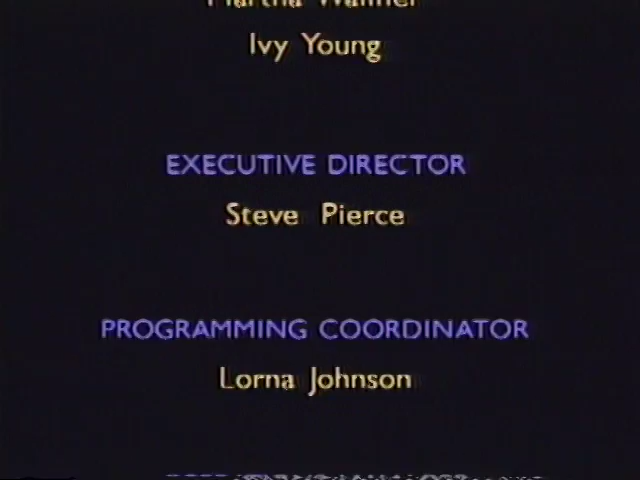 Ivy Young
EXECUTIVE DIRECTOR
Steve Pierce
PROGRAMMING COORDINATOR
Lorna Johnson